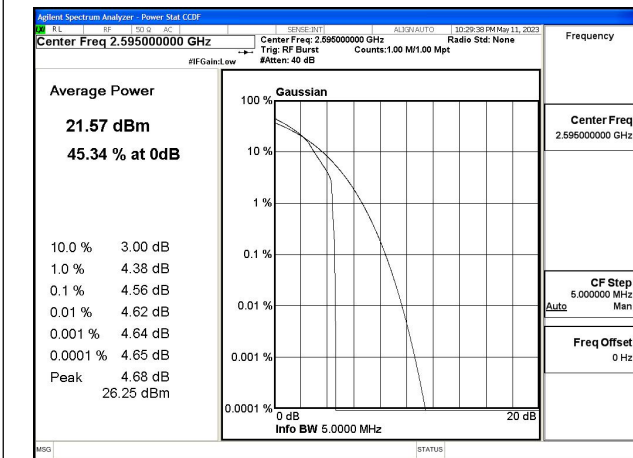 Agilent Spectrum Analyzer - Power Stat CCDF
RL RF 50 Ω AC SENSE:INT ALIGN AUTO 10:29:38 PM May 11, 2023
Center Freq 2.595000000 GHz
Center Freq: 2.595000000 GHz Radio Std: None
Trig: RF Burst Counts:1.00 M/1.00 Mpt
#IFGain:Low #Atten: 40 dB
Frequency
Average Power
21.57 dBm
45.34 % at 0dB
10.0 % 3.00 dB
1.0 % 4.38 dB
0.1 % 4.56 dB
0.01 % 4.62 dB
0.001 % 4.64 dB
0.0001 % 4.65 dB
Peak 4.68 dB
26.25 dBm
Gaussian
100 %
10 %
1 %
0.1 %
0.01 %
0.001 %
0.0001 %
0 dB 20 dB
Info BW 5.0000 MHz
Center Freq
2.595000000 GHz
CF Step
5.000000 MHz
Auto Man
Freq Offset
0 Hz
MSG STATUS